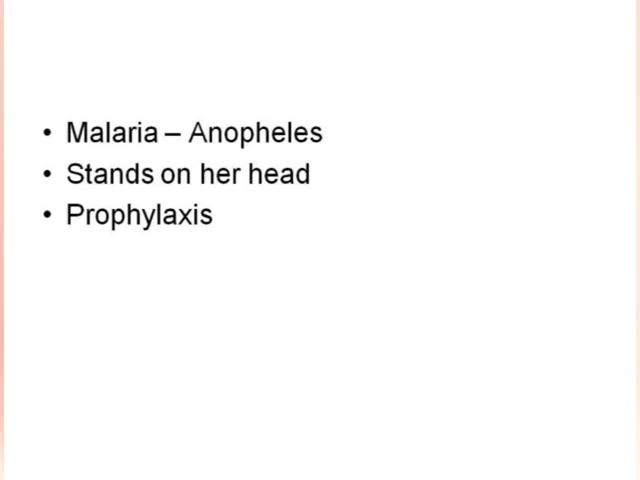 • Malaria – Anopheles
• Stands on her head
• Prophylaxis